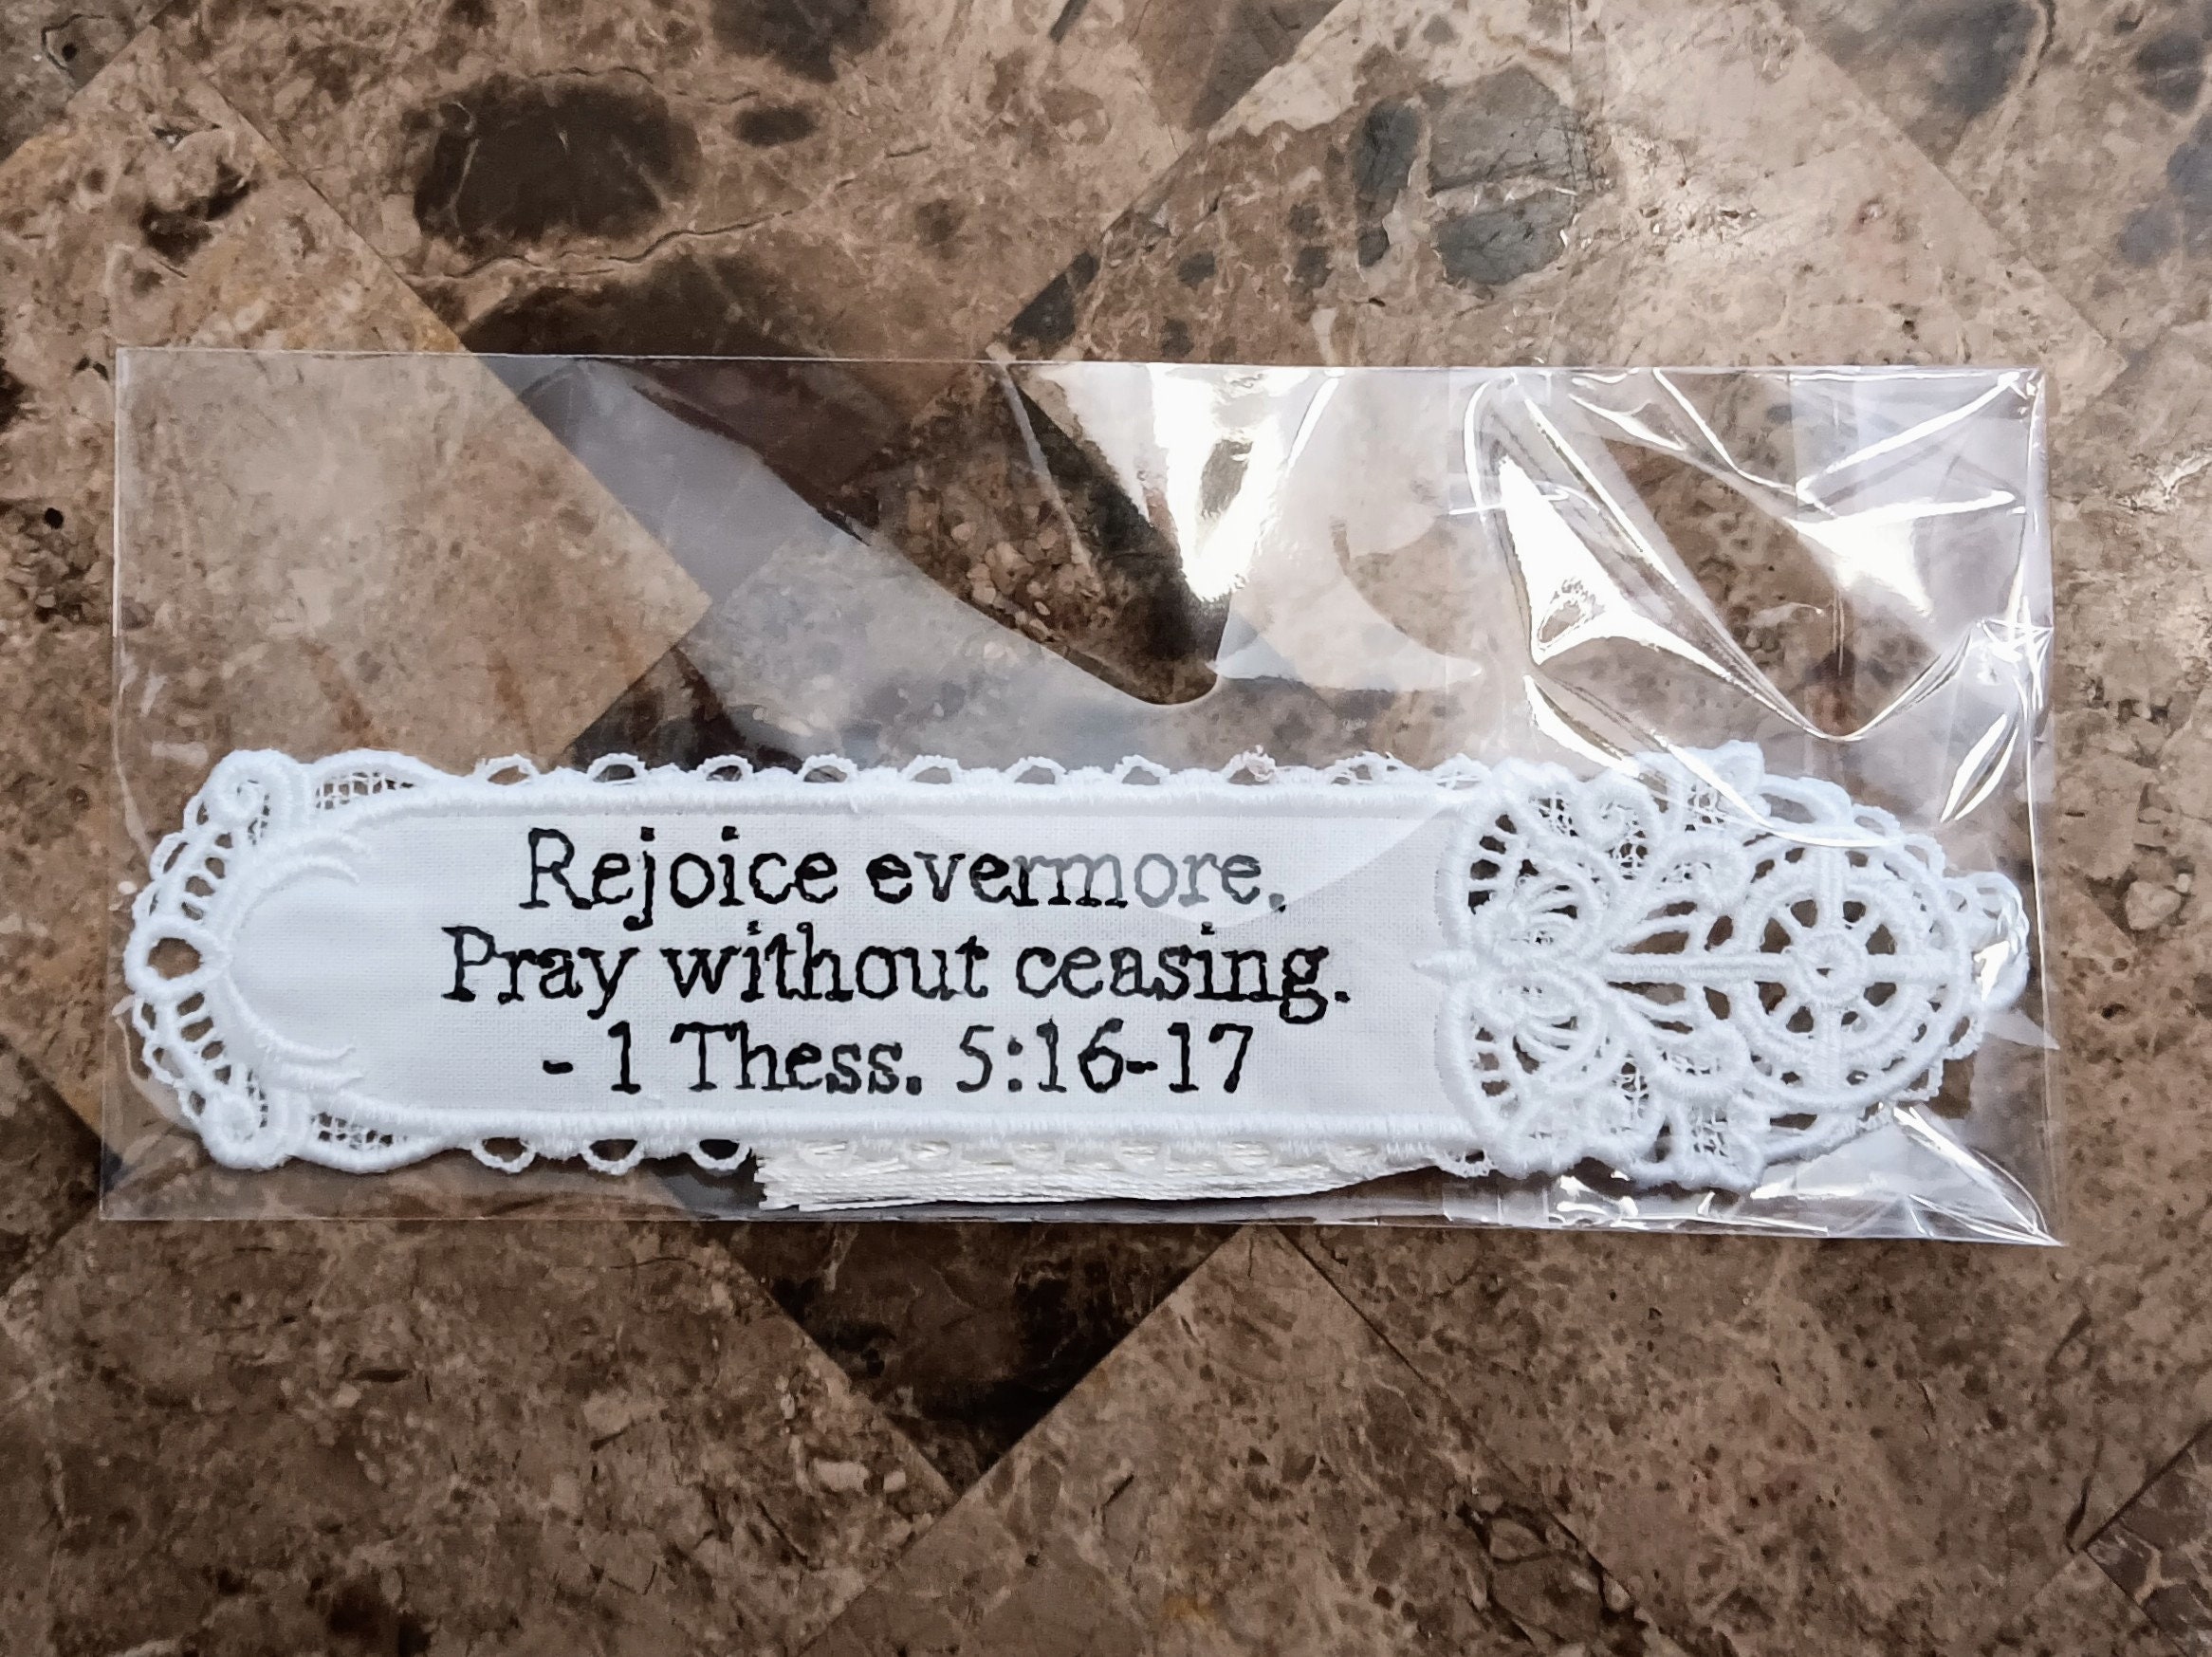 Rejoice evermore.
Pray without ceasing.
- 1 Thess. 5:16-17